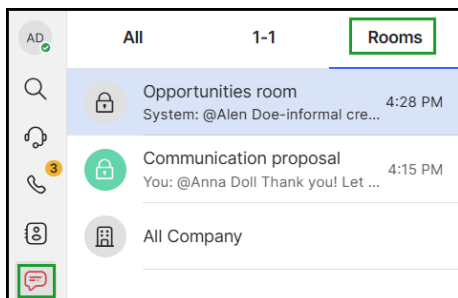 AD
All 1-1 Rooms
Opportunities room
4:28 PM
System: @Alen Doe-informal cre...
Communication proposal
4:15 PM
You: @Anna Doll Thank you! Let ...
3
All Company